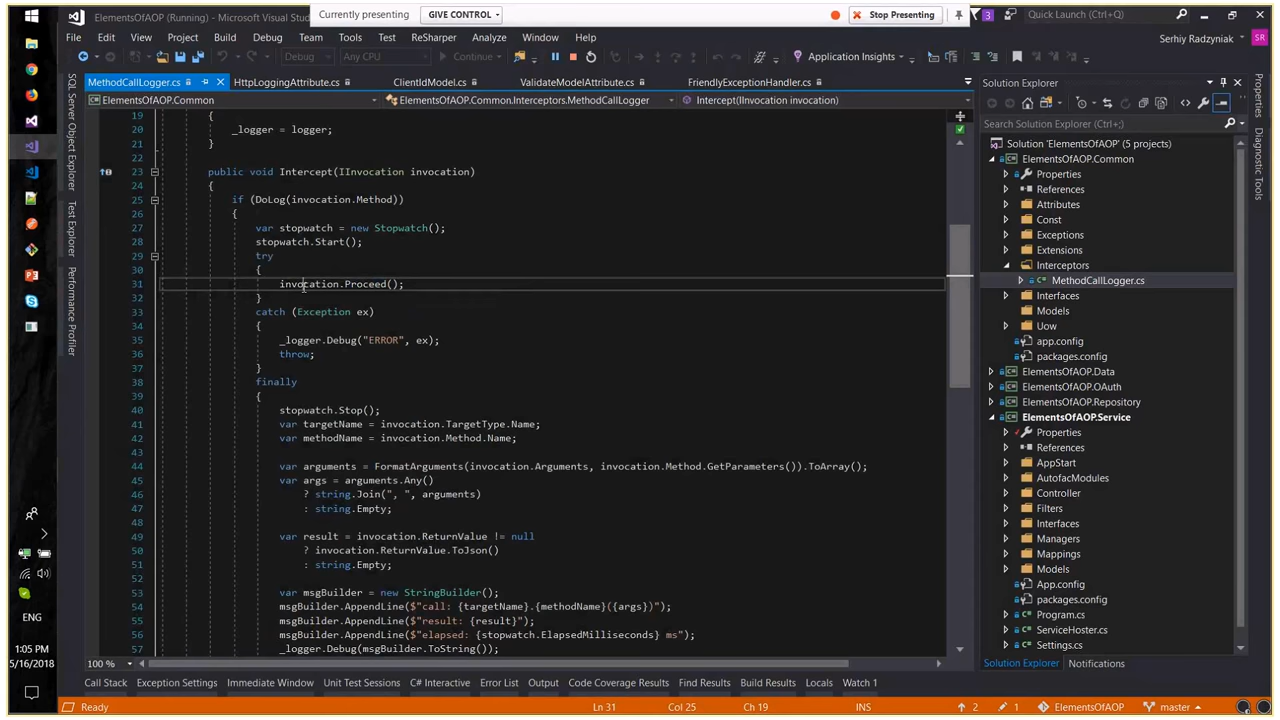 Currently presenting
GIVE CONTROL
Stop Presenting
ElementsOfAOP (Running) - Microsoft Visual Stud
3
Quick Launch (Ctrl+Q)
File Edit View Project Build Debug Team Tools Test ReSharper Analyze Window Help
Serhiy Radzyniak
SR
Debug
Any CPU
Continue
Application Insights
MethodCallLogger.cs
HttpLoggingAttribute.cs
ClientIdModel.cs
ValidateModelAttribute.cs
FriendlyExceptionHandler.cs
ElementsOfAOP.Common
ElementsOfAOP.Common.Interceptors.MethodCallLogger
Intercept(IInvocation invocation)
SQL Server Object Explorer
Test Explorer
Performance Profiler
19 {
20 _logger = logger;
21 }
22
23 public void Intercept(IInvocation invocation)
24 {
25 if (DoLog(invocation.Method))
26 {
27 var stopwatch = new Stopwatch();
28 stopwatch.Start();
29 try
30 {
31 invocation.Proceed();
32 }
33 catch (Exception ex)
34 {
35 _logger.Debug("ERROR", ex);
36 throw;
37 }
38 finally
39 {
40 stopwatch.Stop();
41 var targetName = invocation.TargetType.Name;
42 var methodName = invocation.Method.Name;
43
44 var arguments = FormatArguments(invocation.Arguments, invocation.Method.GetParameters()).ToArray();
45 var args = arguments.Any()
46 ? string.Join(", ", arguments)
47 : string.Empty;
48
49 var result = invocation.ReturnValue != null
50 ? invocation.ReturnValue.ToJson()
51 : string.Empty;
52
53 var msgBuilder = new StringBuilder();
54 msgBuilder.AppendLine($"call: {targetName}.{methodName}({args})");
55 msgBuilder.AppendLine($"result: {result}");
56 msgBuilder.AppendLine($"elapsed: {stopwatch.ElapsedMilliseconds} ms");
57 _logger.Debug(msgBuilder.ToString());
100 %
Solution Explorer
Search Solution Explorer (Ctrl+;)
Solution 'ElementsOfAOP' (5 projects)
ElementsOfAOP.Common
Properties
References
Attributes
Const
Exceptions
Extensions
Interceptors
MethodCallLogger.cs
Interfaces
Models
Uow
app.config
packages.config
ElementsOfAOP.Data
ElementsOfAOP.OAuth
ElementsOfAOP.Repository
ElementsOfAOP.Service
Properties
References
AppStart
AutofacModules
Controller
Filters
Interfaces
Managers
Mappings
Models
App.config
packages.config
Program.cs
ServiceHoster.cs
Settings.cs
Solution Explorer
Notifications
Properties
Diagnostic Tools
ENG
1:05 PM
5/16/2018
Call Stack
Exception Settings
Immediate Window
Unit Test Sessions
C# Interactive
Error List
Output
Code Coverage Results
Find Results
Build Results
Locals
Watch 1
Ready
Ln 31
Col 25
Ch 19
INS
2
1
ElementsOfAOP
master